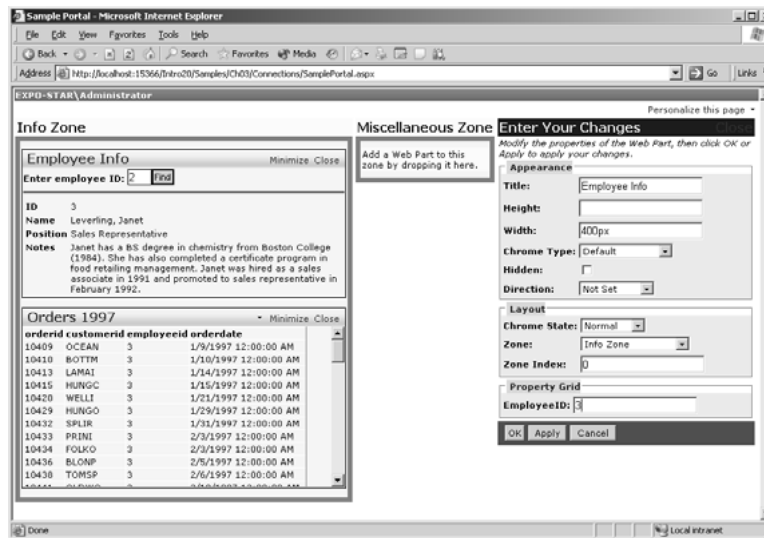 Sample Portal - Microsoft Internet Explorer
File Edit View Favorites Tools Help
Back Search Favorites Media
Address http://localhost:15366/Intro20/Samples/Ch03/Connections/SamplePortal.aspx Go Links
EXPO-STAR\Administrator
Personalize this page
Info Zone
Employee Info Minimize Close
Enter employee ID: 2 Find
ID 3
Name Leverling, Janet
Position Sales Representative
Notes Janet has a BS degree in chemistry from Boston College
(1984). She has also completed a certificate program in
food retailing management. Janet was hired as a sales
associate in 1991 and promoted to sales representative in
February 1992.
Orders 1997 Minimize Close
orderid customerid employeeid orderdate
10409 OCEAN 3 1/9/1997 12:00:00 AM
10410 BOTTM 3 1/10/1997 12:00:00 AM
10413 LAMAI 3 1/14/1997 12:00:00 AM
10415 HUNGC 3 1/15/1997 12:00:00 AM
10420 WELLI 3 1/21/1997 12:00:00 AM
10429 HUNGO 3 1/29/1997 12:00:00 AM
10432 SPLIR 3 1/31/1997 12:00:00 AM
10433 PRINI 3 2/3/1997 12:00:00 AM
10434 FOLKO 3 2/3/1997 12:00:00 AM
10436 BLONP 3 2/5/1997 12:00:00 AM
10438 TOMSP 3 2/6/1997 12:00:00 AM
Miscellaneous Zone
Add a Web Part to this
zone by dropping it here.
Enter Your Changes Close
Modify the properties of the Web Part, then click OK or
Apply to apply your changes.
Appearance
Title: Employee Info
Height:
Width: 400px
Chrome Type: Default
Hidden:
Direction: Not Set
Layout
Chrome State: Normal
Zone: Info Zone
Zone Index: 0
Property Grid
EmployeeID: 3
OK Apply Cancel
Done Local intranet